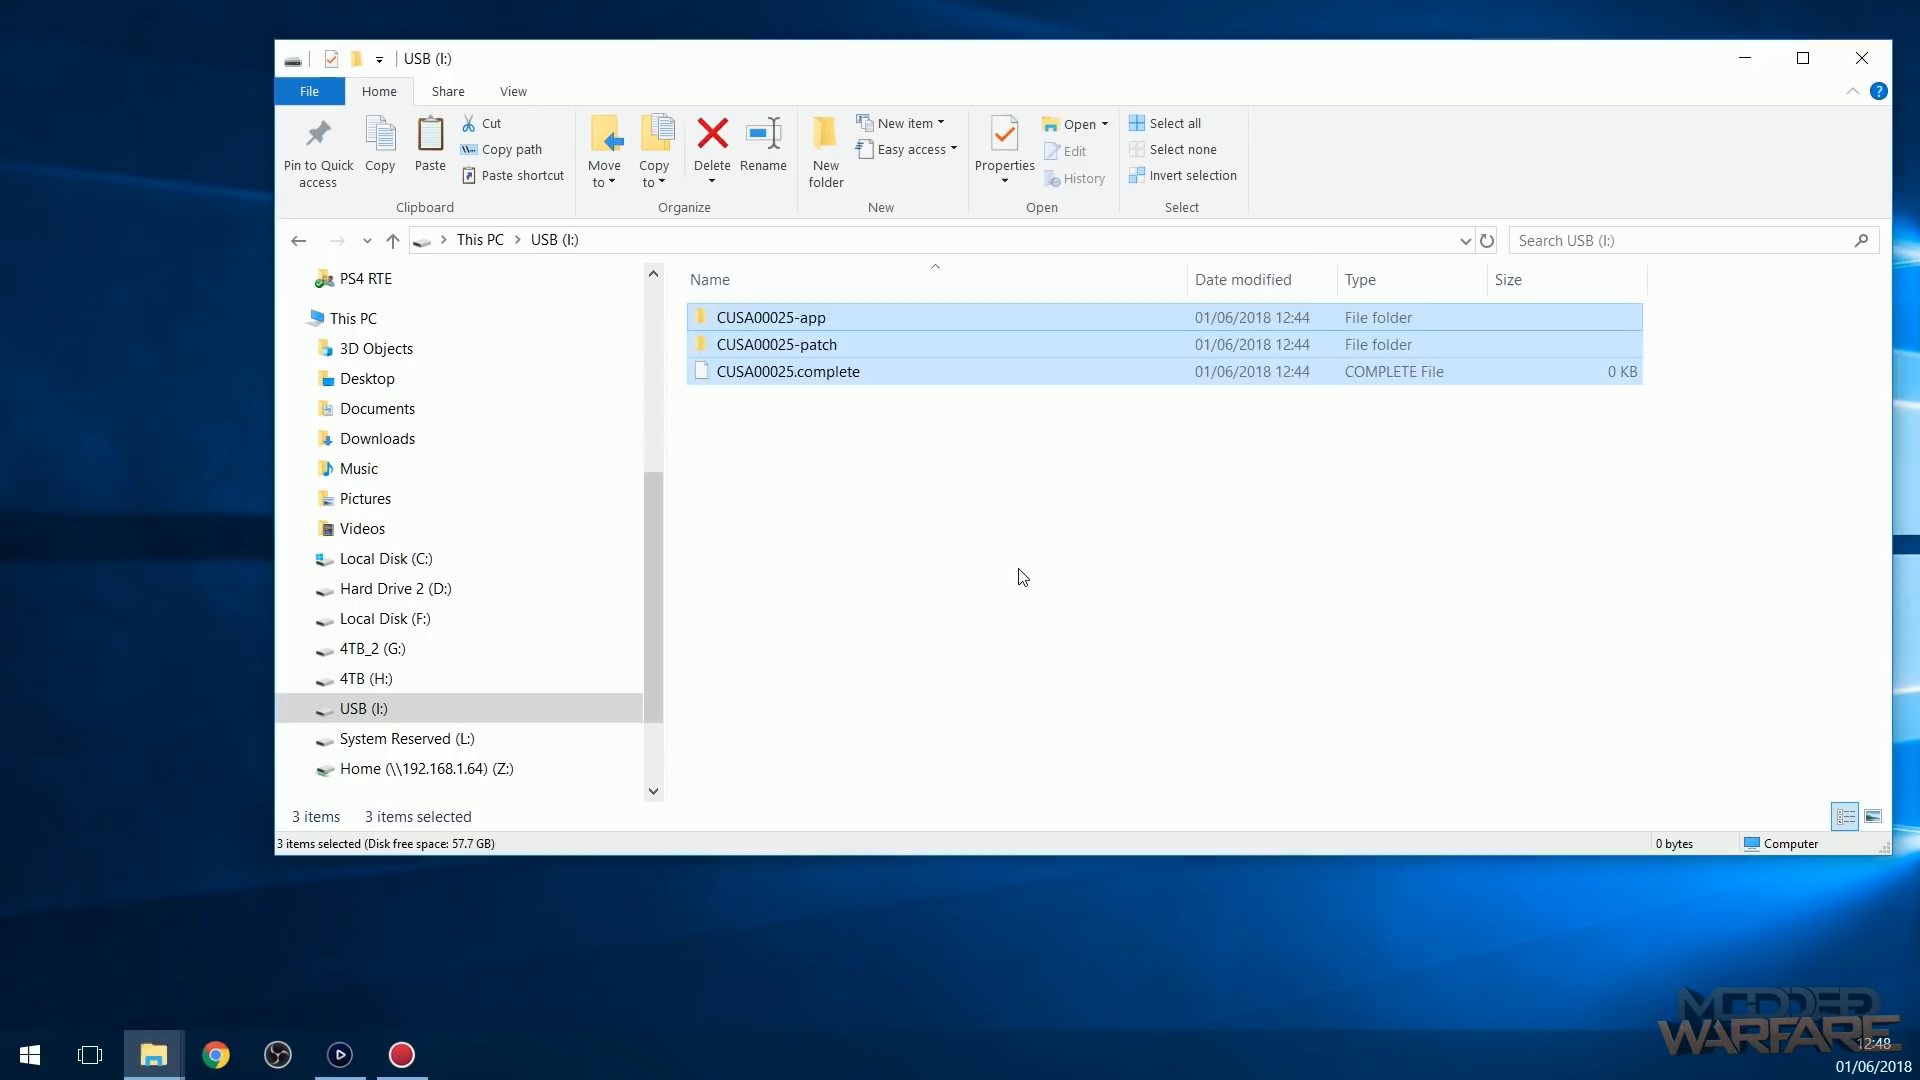 USB (I:)
File Home Share View
Pin to Quick access
Copy
Paste
Cut
Copy path
Paste shortcut
Clipboard
Move to
Copy to
Delete
Rename
Organize
New folder
New item
Easy access
New
Properties
Open
Edit
History
Open
Select all
Select none
Invert selection
Select
This PC > USB (I:)
Search USB (I:)
PS4 RTE
This PC
3D Objects
Desktop
Documents
Downloads
Music
Pictures
Videos
Local Disk (C:)
Hard Drive 2 (D:)
Local Disk (F:)
4TB_2 (G:)
4TB (H:)
USB (I:)
System Reserved (L:)
Home (\\192.168.1.64) (Z:)
Name Date modified Type Size
CUSA00025-app 01/06/2018 12:44 File folder
CUSA00025-patch 01/06/2018 12:44 File folder
CUSA00025.complete 01/06/2018 12:44 COMPLETE File 0 KB
3 items 3 items selected
3 items selected (Disk free space: 57.7 GB) 0 bytes Computer
MODDED
WARFARE
12:48
01/06/2018